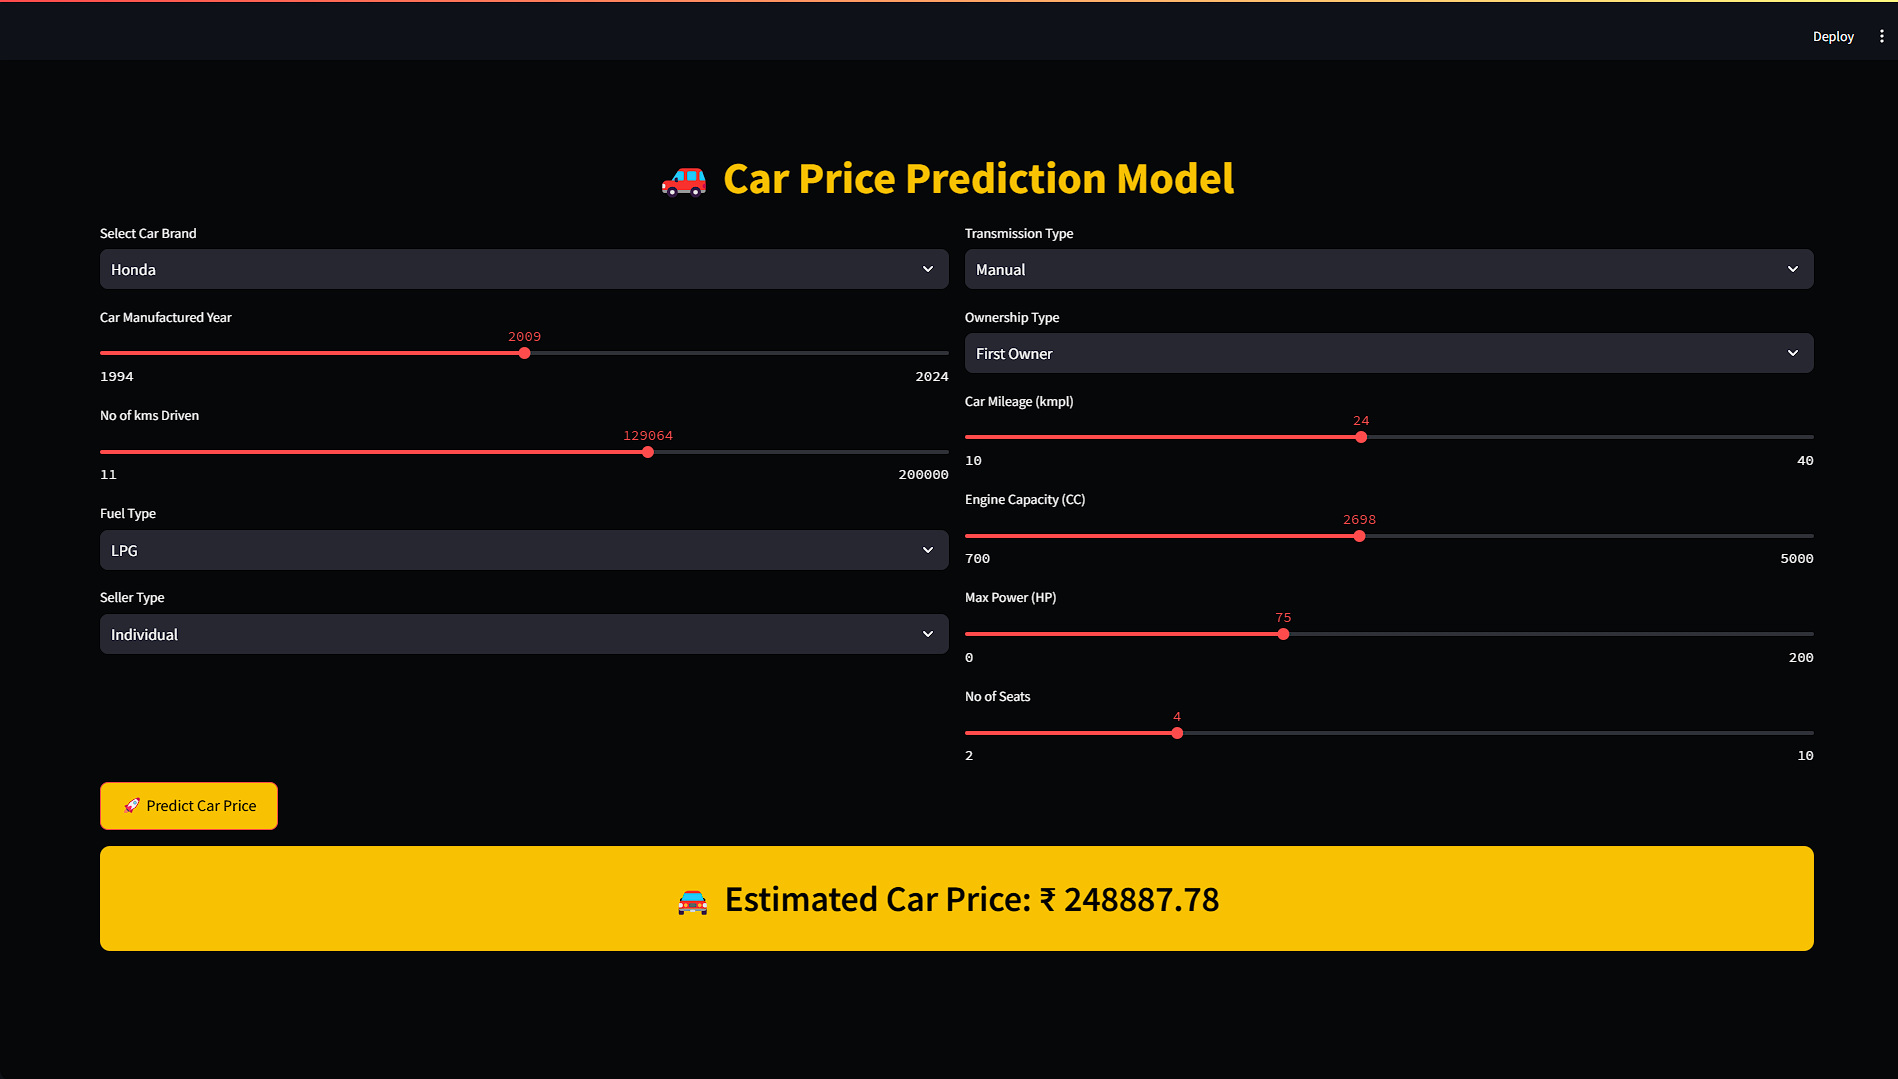 Deploy
Car Price Prediction Model
Select Car Brand
Honda
Car Manufactured Year
2009
1994 2024
No of kms Driven
129064
11 200000
Fuel Type
LPG
Seller Type
Individual
Transmission Type
Manual
Ownership Type
First Owner
Car Mileage (kmpl)
24
10 40
Engine Capacity (CC)
2698
700 5000
Max Power (HP)
75
0 200
No of Seats
4
2 10
Predict Car Price
Estimated Car Price: ₹ 248887.78